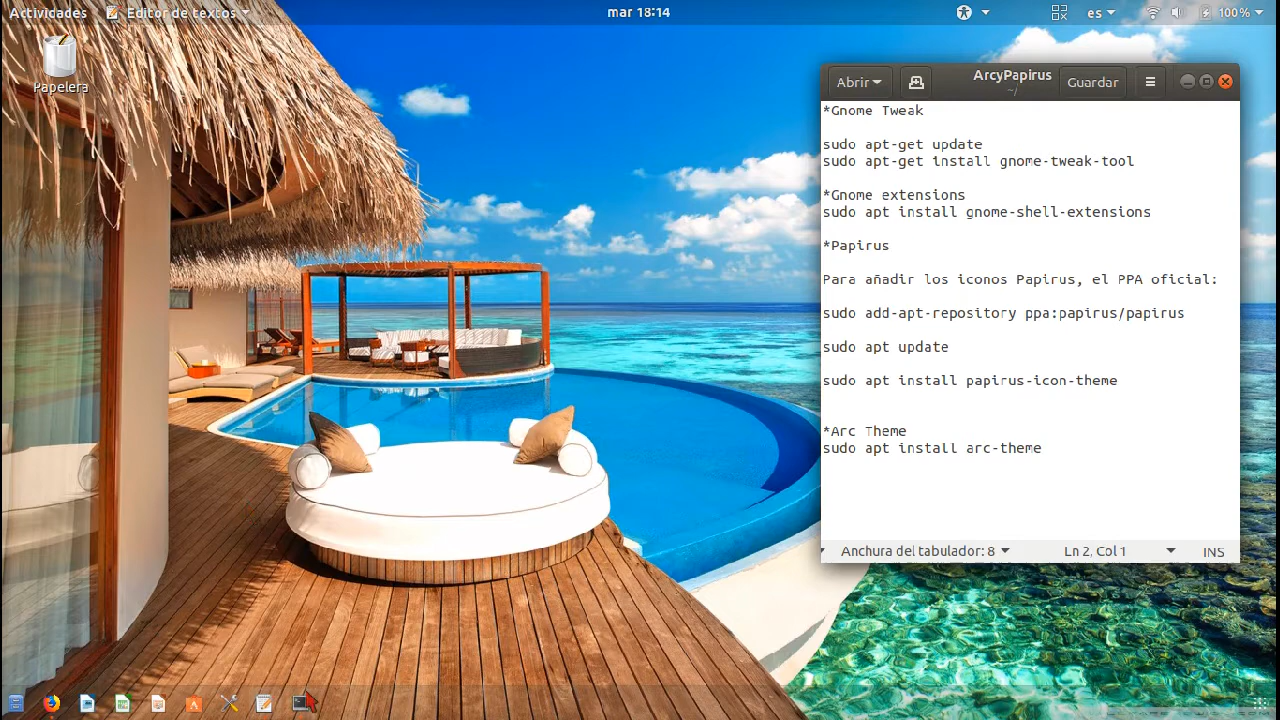 Actividades Editor de textos mar 18:14 es 100%
Papelera
Abrir ArcyPapirus Guardar
~/
*Gnome Tweak
sudo apt-get update
sudo apt-get install gnome-tweak-tool
*Gnome extensions
sudo apt install gnome-shell-extensions
*Papirus
Para añadir los iconos Papirus, el PPA oficial:
sudo add-apt-repository ppa:papirus/papirus
sudo apt update
sudo apt install papirus-icon-theme
*Arc Theme
sudo apt install arc-theme
Anchura del tabulador: 8 Ln 2, Col 1 INS